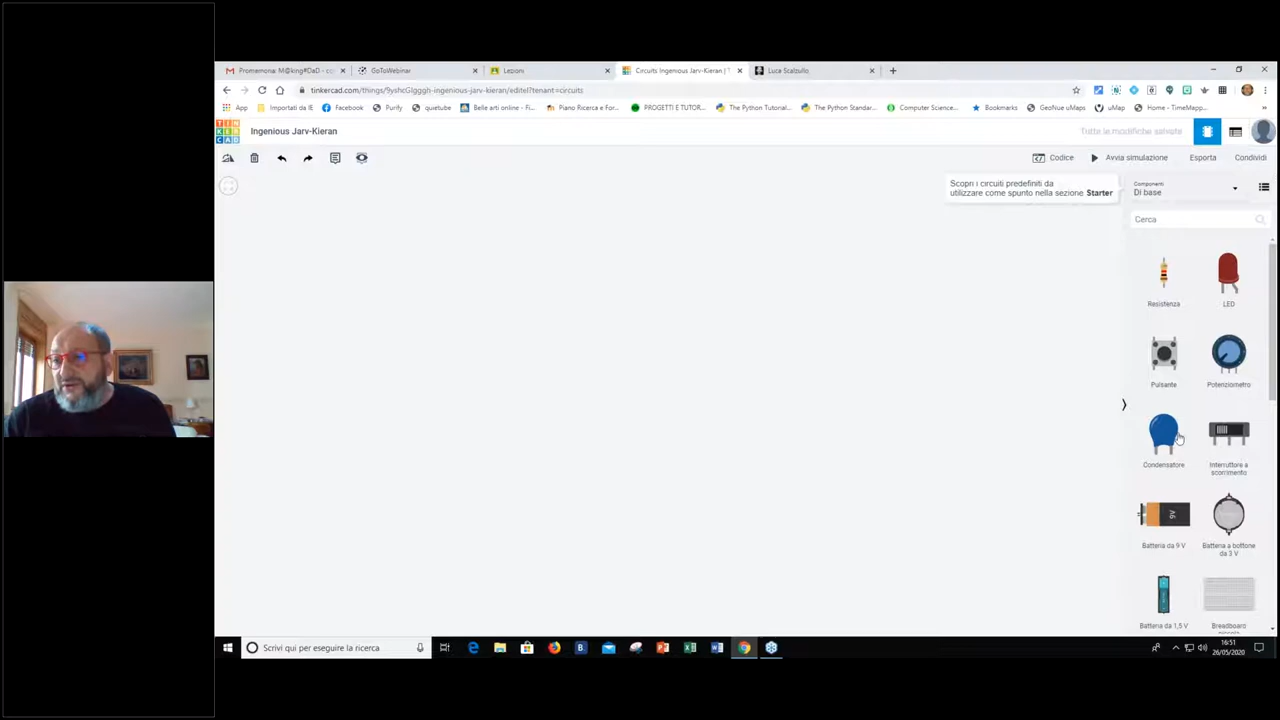 Promemoria: M@king#DaD - co
GoToWebinar
Lezioni
Circuits Ingenious Jarv-Kieran | T
Luca Scalzullo
tinkercad.com/things/9yshcGlgggh-ingenious-jarv-kieran/editel?tenant=circuits
App
Importati da IE
Facebook
Purify
quietube
Belle arti online - Fi...
Piano Ricerca e For...
PROGETTI E TUTOR...
The Python Tutorial...
The Python Standar...
Computer Science...
Bookmarks
GeoNue uMaps
uMap
Home - TimeMapp...
TIN
KER
CAD
Ingenious Jarv-Kieran
Tutte le modifiche salvate
Codice
Avvia simulazione
Esporta
Condividi
Scopri i circuiti predefiniti da
utilizzare come spunto nella sezione Starter
Componenti
Di base
Cerca
Resistenza
LED
Pulsante
Potenziometro
Condensatore
Interruttore a
scorrimento
9V
Batteria da 9 V
Batteria a bottone
da 3 V
Batteria da 1,5 V
Breadboard
piccola
Scrivi qui per eseguire la ricerca
16:51
26/05/2020